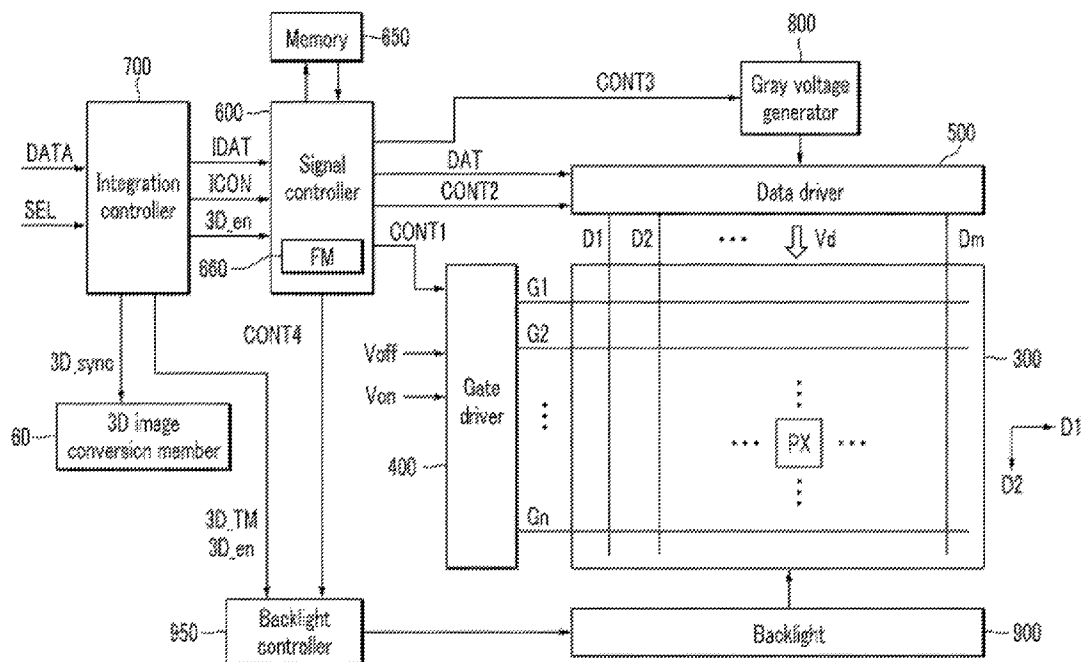 Memory
650
700
800
Gray voltage
generator
CONT3
600
DATA
SEL
Integration
controller
IDAT
ICON
3D_en
Signal
controller
660
FM
DAT
CONT2
CONT1
500
Data driver
D1
D2
...
Vd
Dm
3D_sync
CONT4
Voff
Von
Gate
driver
400
G1
G2
Gn
PX
300
D1
D2
60
3D image
conversion member
3D_TM
3D_en
950
Backlight
controller
Backlight
900